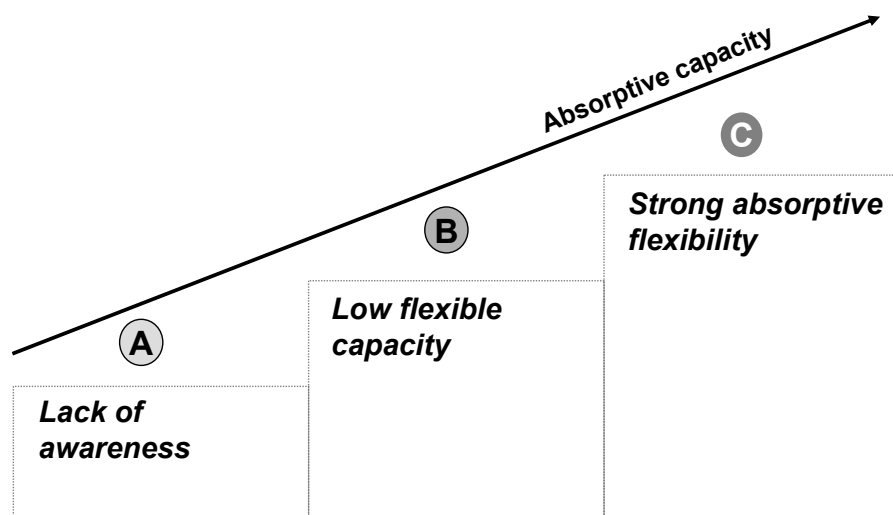 Absorptive capacity
C
Strong absorptive
flexibility
B
Low flexible
capacity
A
Lack of
awareness